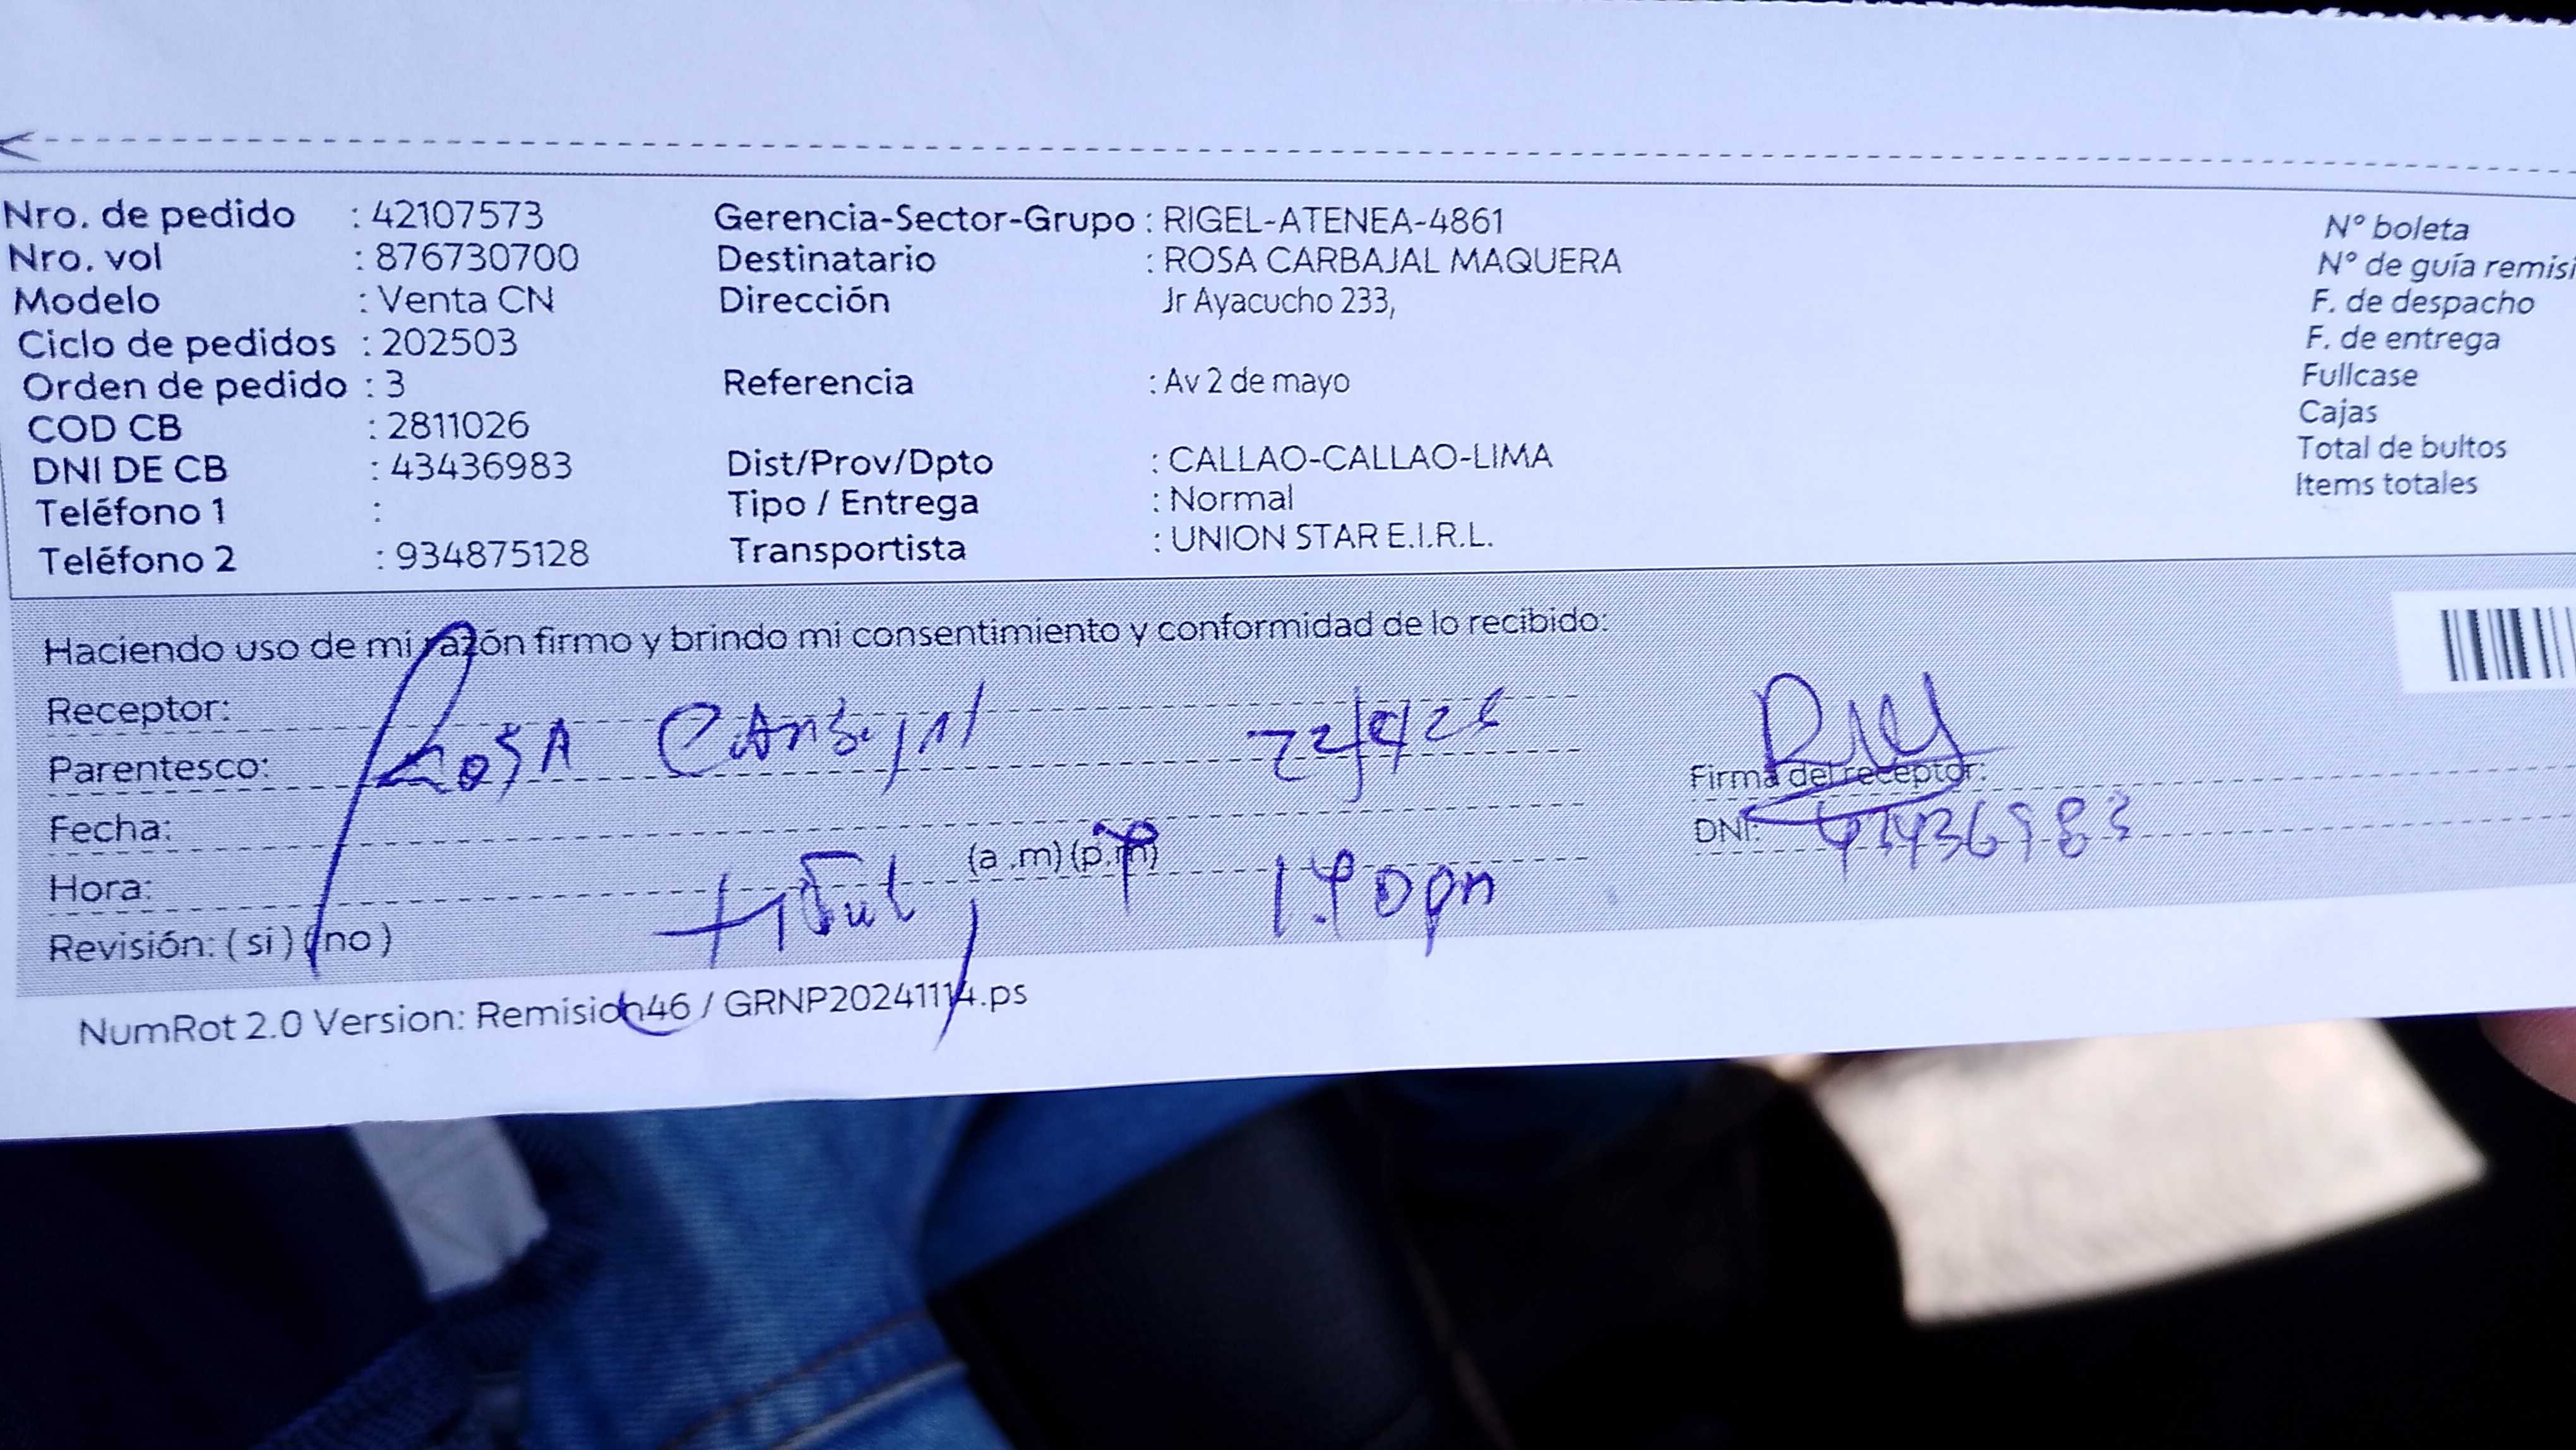 Nro. de pedido : 42107573
Nro. vol : 876730700
Modelo : Venta CN
Ciclo de pedidos : 202503
Orden de pedido : 3
COD CB : 2811026
DNI DE CB : 43436983
Teléfono 1 :
Teléfono 2 : 934875128
Gerencia-Sector-Grupo : RIGEL-ATENEA-4861
Destinatario : ROSA CARBAJAL MAQUERA
Dirección Jr Ayacucho 233,
Referencia : Av 2 de mayo
Dist/Prov/Dpto : CALLAO-CALLAO-LIMA
Tipo / Entrega : Normal
Transportista : UNION STAR E.I.R.L.
N° boleta
N° de guía remisi
F. de despacho
F. de entrega
Fullcase
Cajas
Total de bultos
Items totales
Haciendo uso de mi razón firmo y brindo mi consentimiento y conformidad de lo recibido:
Receptor:
Rosa
Parentesco:
Fecha:
Hora: (a .m) (p.m)
Revisión: ( si ) ( no )
Firma del receptor:
DNI:
NumRot 2.0 Version: Remision46 / GRNP20241114.ps